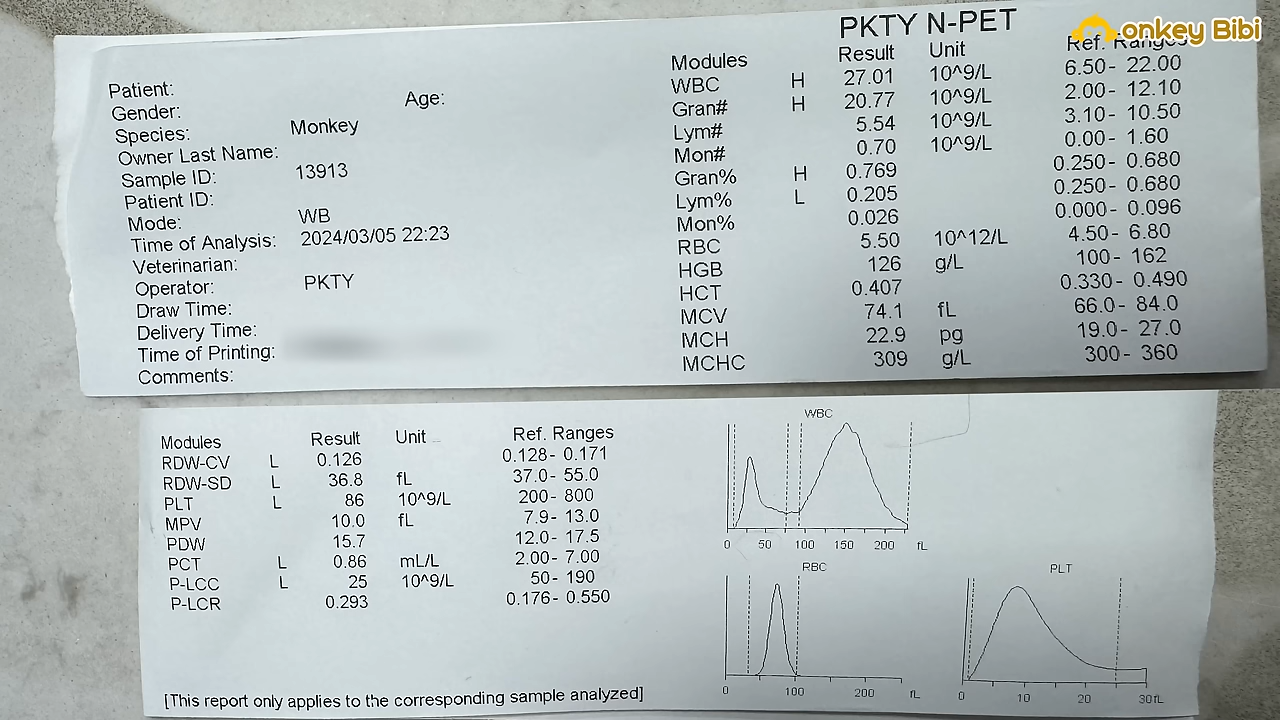 onkey Bibi
PKTY N-PET
Patient:
Gender: Age:
Species: Monkey
Owner Last Name:
Sample ID: 13913
Patient ID:
Mode: WB
Time of Analysis: 2024/03/05 22:23
Veterinarian:
Operator: PKTY
Draw Time:
Delivery Time:
Time of Printing:
Comments:
Modules Result Unit Ref. Ranges
WBC H 27.01 10^9/L 6.50- 22.00
Gran# H 20.77 10^9/L 2.00- 12.10
Lym# 5.54 10^9/L 3.10- 10.50
Mon# 0.70 10^9/L 0.00- 1.60
Gran% H 0.769 0.250- 0.680
Lym% L 0.205 0.250- 0.680
Mon% 0.026 0.000- 0.096
RBC 5.50 10^12/L 4.50- 6.80
HGB 126 g/L 100- 162
HCT 0.407 0.330- 0.490
MCV 74.1 fL 66.0- 84.0
MCH 22.9 pg 19.0- 27.0
MCHC 309 g/L 300- 360
Modules Result Unit Ref. Ranges
RDW-CV L 0.126 0.128- 0.171
RDW-SD L 36.8 fL 37.0- 55.0
PLT L 86 10^9/L 200- 800
MPV 10.0 fL 7.9- 13.0
PDW 15.7 12.0- 17.5
PCT L 0.86 mL/L 2.00- 7.00
P-LCC L 25 10^9/L 50- 190
P-LCR 0.293 0.176- 0.550
[This report only applies to the corresponding sample analyzed]
WBC
0 50 100 150 200 fL
RBC
0 100 200 fL
PLT
0 10 20 30 fL